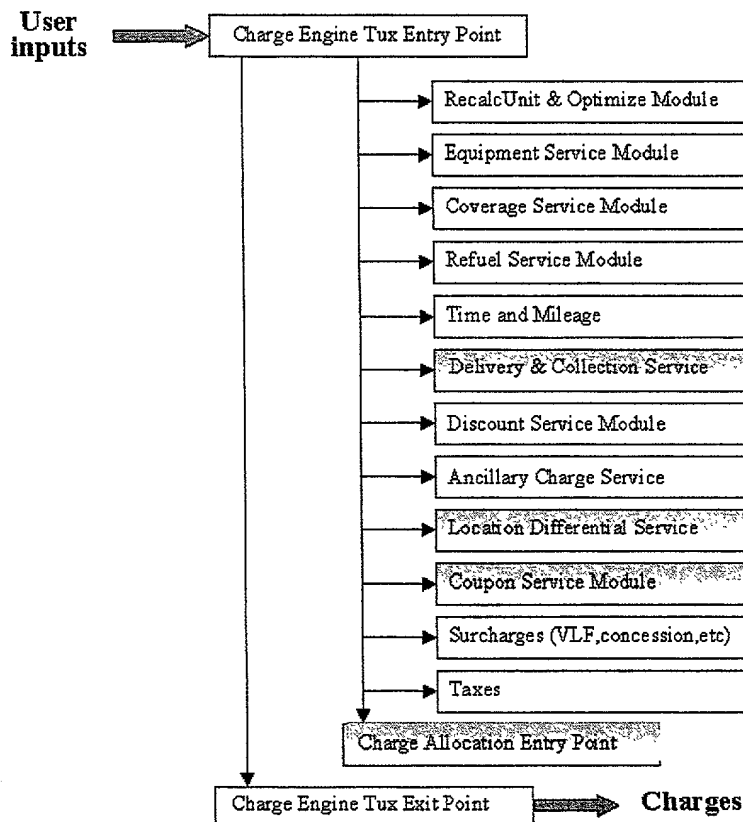 User
inputs
Charge Engine Tux Entry Point
RecalcUnit & Optimize Module
Equipment Service Module
Coverage Service Module
Refuel Service Module
Time and Mileage
Delivery & Collection Service
Discount Service Module
Ancillary Charge Service
Location Differential Service
Coupon Service Module
Surcharges (VLF,concession,etc)
Taxes
Charge Allocation Entry Point
Charge Engine Tux Exit Point
Charges